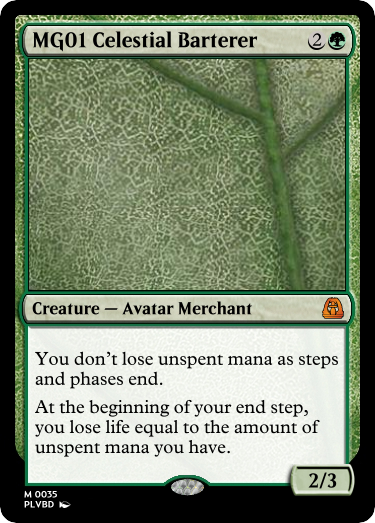 MG01 Celestial Barterer 2
Creature — Avatar Merchant
You don't lose unspent mana as steps
and phases end.
At the beginning of your end step,
you lose life equal to the amount of
unspent mana you have.
2/3
M 0035
PLVBD